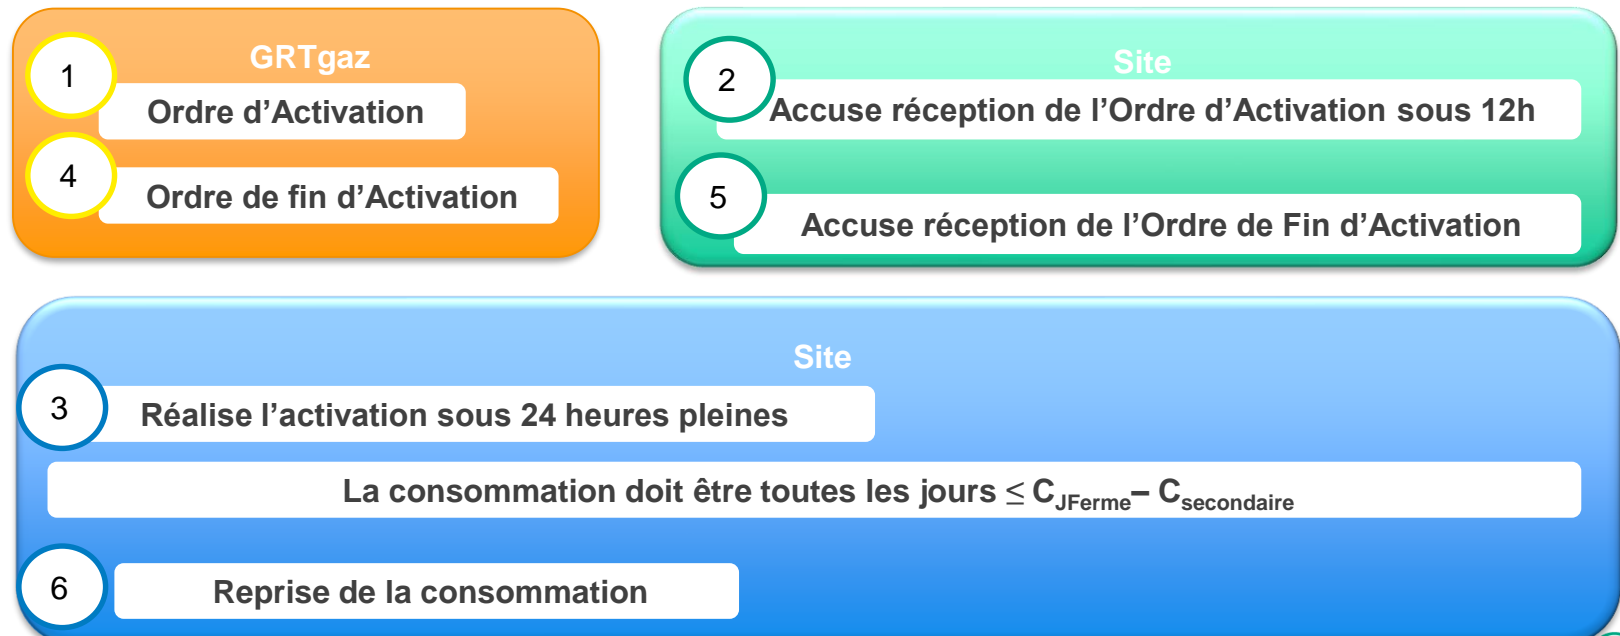 GRTgaz
1
Ordre d’Activation
4
Ordre de fin d’Activation
Site
2
Accuse réception de l’Ordre d’Activation sous 12h
5
Accuse réception de l’Ordre de Fin d’Activation
Site
3
Réalise l’activation sous 24 heures pleines
La consommation doit être toutes les jours ≤ CJFerme– Csecondaire
6
Reprise de la consommation